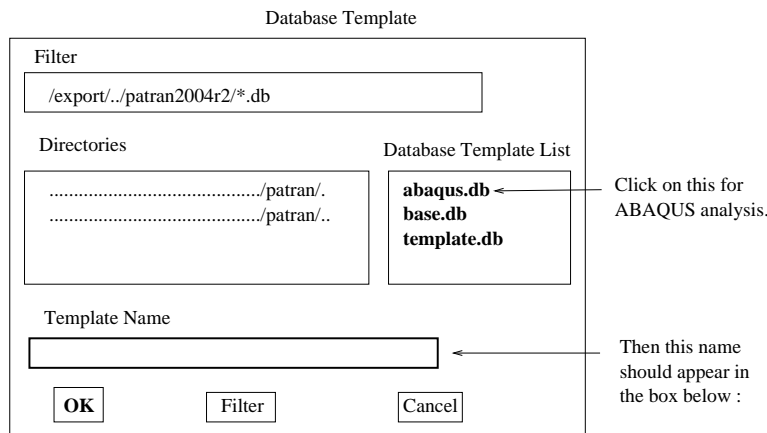 Database Template
Filter
/export/../patran2004r2/*.db
Directories
Database Template List
.........................................../patran/.
.........................................../patran/..
abaqus.db
base.db
template.db
Click on this for
ABAQUS analysis.
Template Name
Then this name
should appear in
the box below :
OK
Filter
Cancel